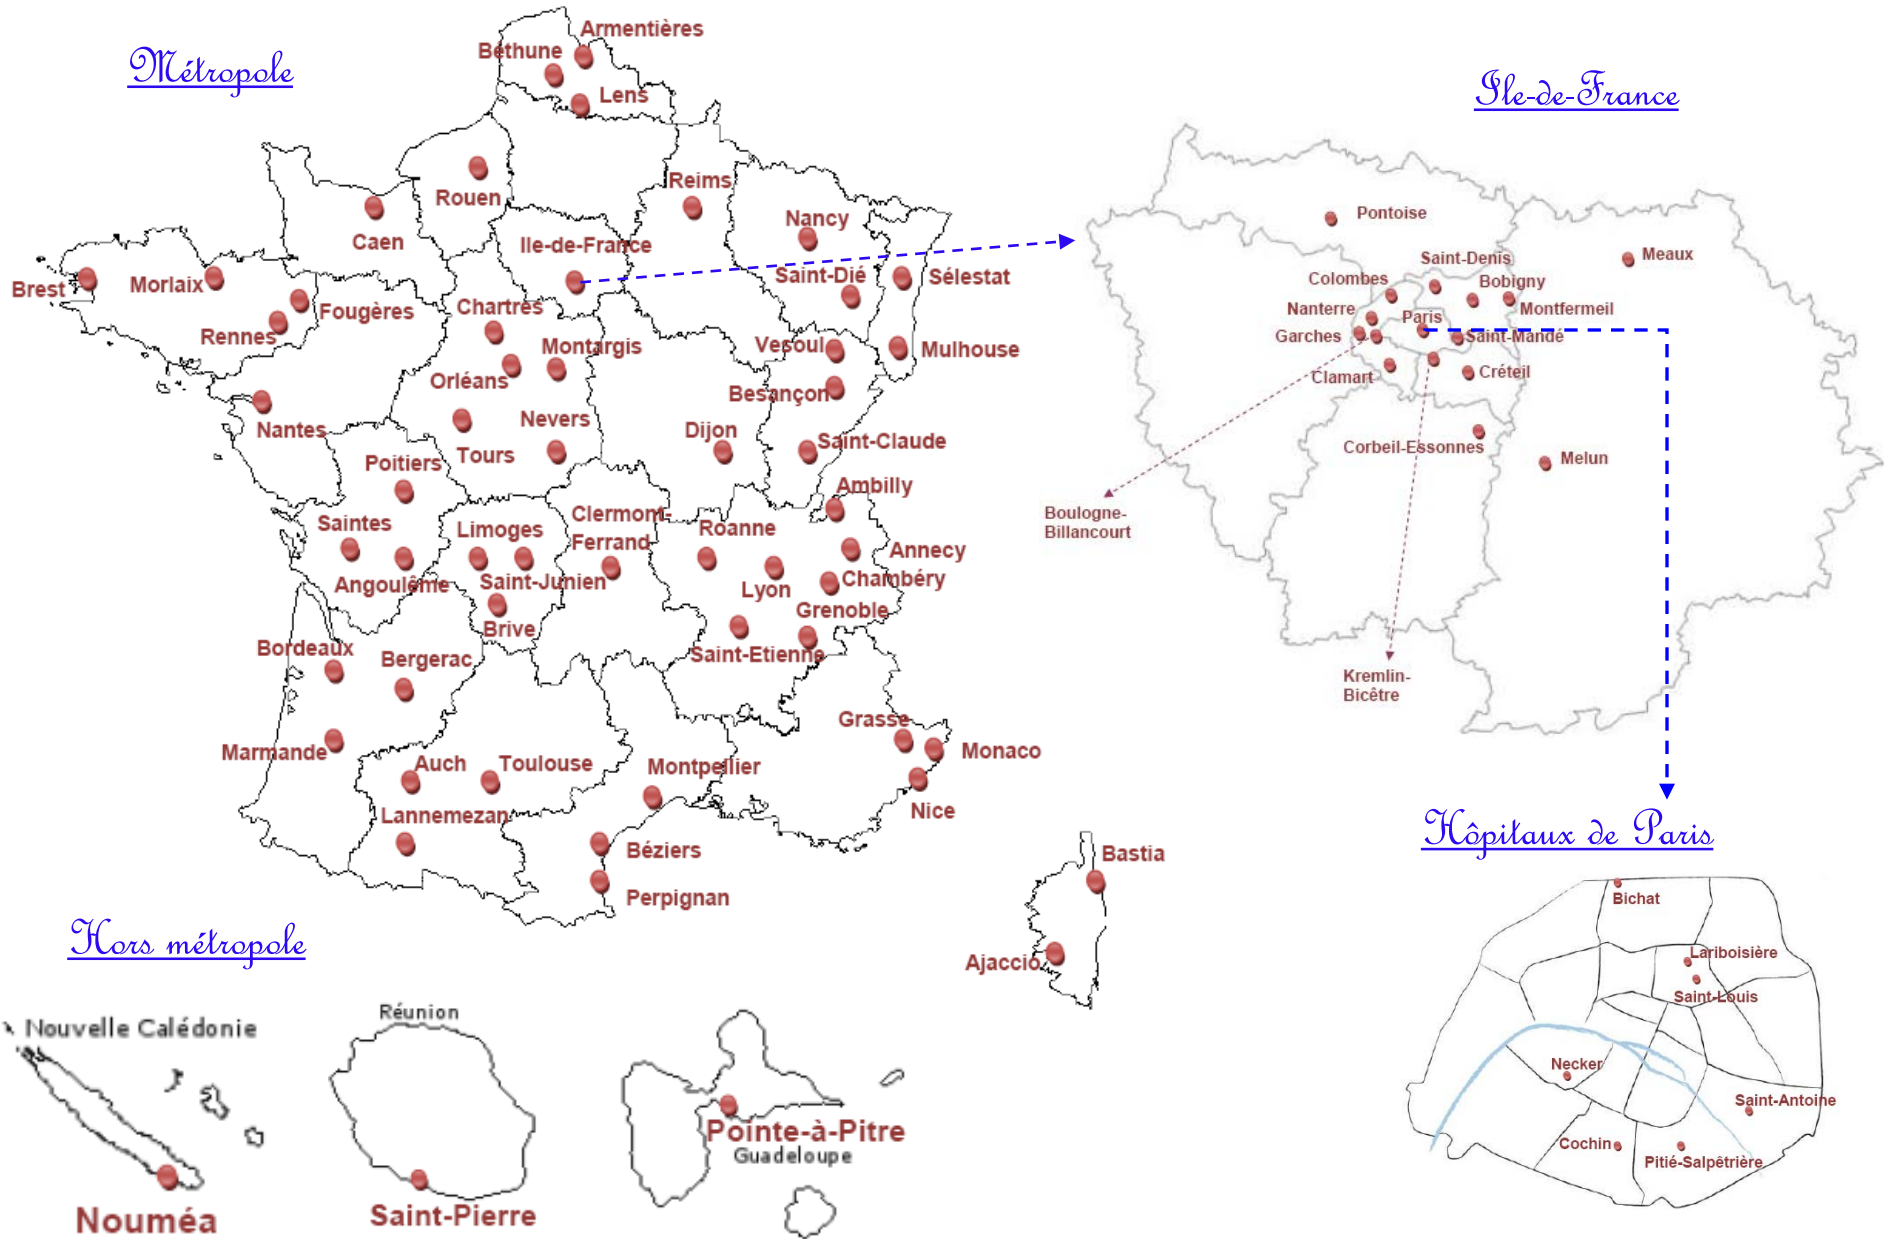 Métropole
Armentières
Béthune
Lens
Rouen
Reims
Caen
Nancy
Ile-de-France
Saint-Dié
Sélestat
Brest
Morlaix
Fougères
Rennes
Chartres
Montargis
Vesoul
Mulhouse
Orléans
Besançon
Nantes
Nevers
Dijon
Saint-Claude
Tours
Poitiers
Ambilly
Saintes
Limoges
Clermont-
Ferrand
Roanne
Annecy
Angoulême
Saint-Junien
Lyon
Chambéry
Grenoble
Brive
Saint-Etienne
Bordeaux
Bergerac
Grasse
Monaco
Marmande
Auch
Toulouse
Montpellier
Nice
Lannemezan
Béziers
Perpignan
Bastia
Ajaccio
Ile-de-France
Pontoise
Meaux
Saint-Denis
Colombes
Bobigny
Nanterre
Montfermeil
Paris
Garches
Saint-Mandé
Clamart
Créteil
Corbeil-Essonnes
Melun
Boulogne-
Billancourt
Kremlin-
Bicêtre
Hôpitaux de Paris
Bichat
Lariboisière
Saint-Louis
Necker
Saint-Antoine
Cochin
Pitié-Salpêtrière
Hors métropole
Nouvelle Calédonie
Nouméa
Réunion
Saint-Pierre
Pointe-à-Pitre
Guadeloupe